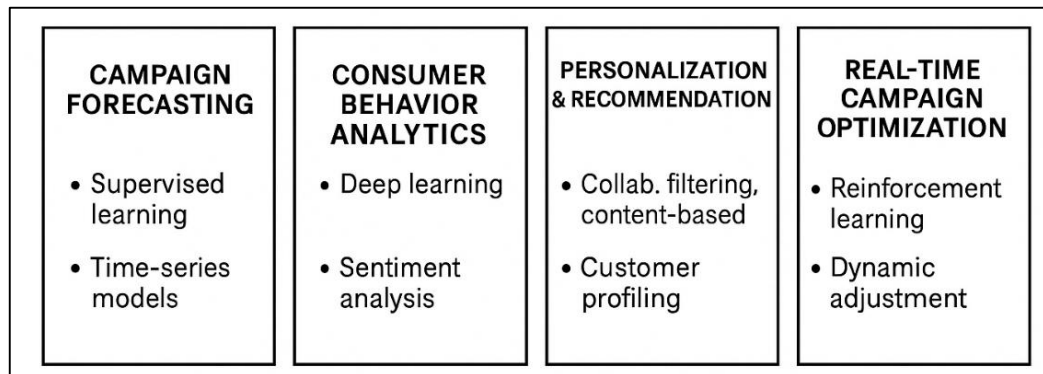 CAMPAIGN
FORECASTING
• Supervised
learning
• Time-series
models
CONSUMER
BEHAVIOR
ANALYTICS
• Deep learning
• Sentiment
analysis
PERSONALIZATION
& RECOMMENDATION
• Collab. filtering,
content-based
• Customer
profiling
REAL-TIME
CAMPAIGN
OPTIMIZATION
• Reinforcement
learning
• Dynamic
adjustment